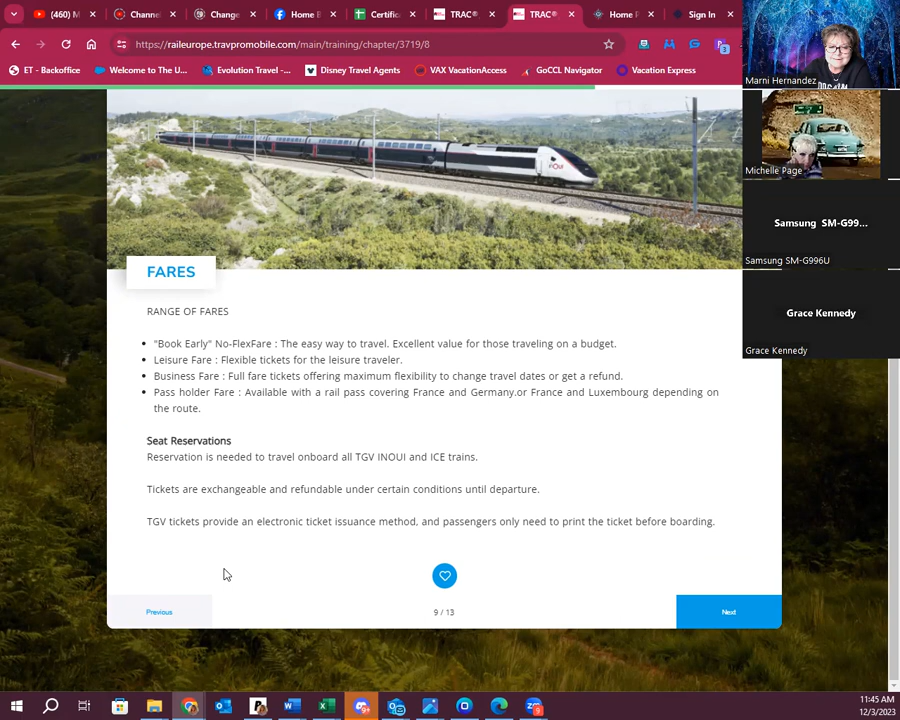 (460) M
Channel
Change
Home B
Certifica
TRAC®
TRAC®
Home P
Sign In
https://raileurope.travpromobile.com/main/training/chapter/3719/8
3
ET - Backoffice
Welcome to The U...
Evolution Travel -...
Disney Travel Agents
VAX VacationAccess
GoCCL Navigator
Vacation Express
Marni Hernandez
Michelle Page
Samsung SM-G99...
Samsung SM-G996U
Grace Kennedy
Grace Kennedy
FARES
RANGE OF FARES
"Book Early" No-FlexFare : The easy way to travel. Excellent value for those traveling on a budget.
Leisure Fare : Flexible tickets for the leisure traveler.
Business Fare : Full fare tickets offering maximum flexibility to change travel dates or get a refund.
Pass holder Fare : Available with a rail pass covering France and Germany.or France and Luxembourg depending on
the route.
Seat Reservations
Reservation is needed to travel onboard all TGV INOUI and ICE trains.
Tickets are exchangeable and refundable under certain conditions until departure.
TGV tickets provide an electronic ticket issuance method, and passengers only need to print the ticket before boarding.
Previous
9 / 13
Next
11:45 AM
12/3/2023